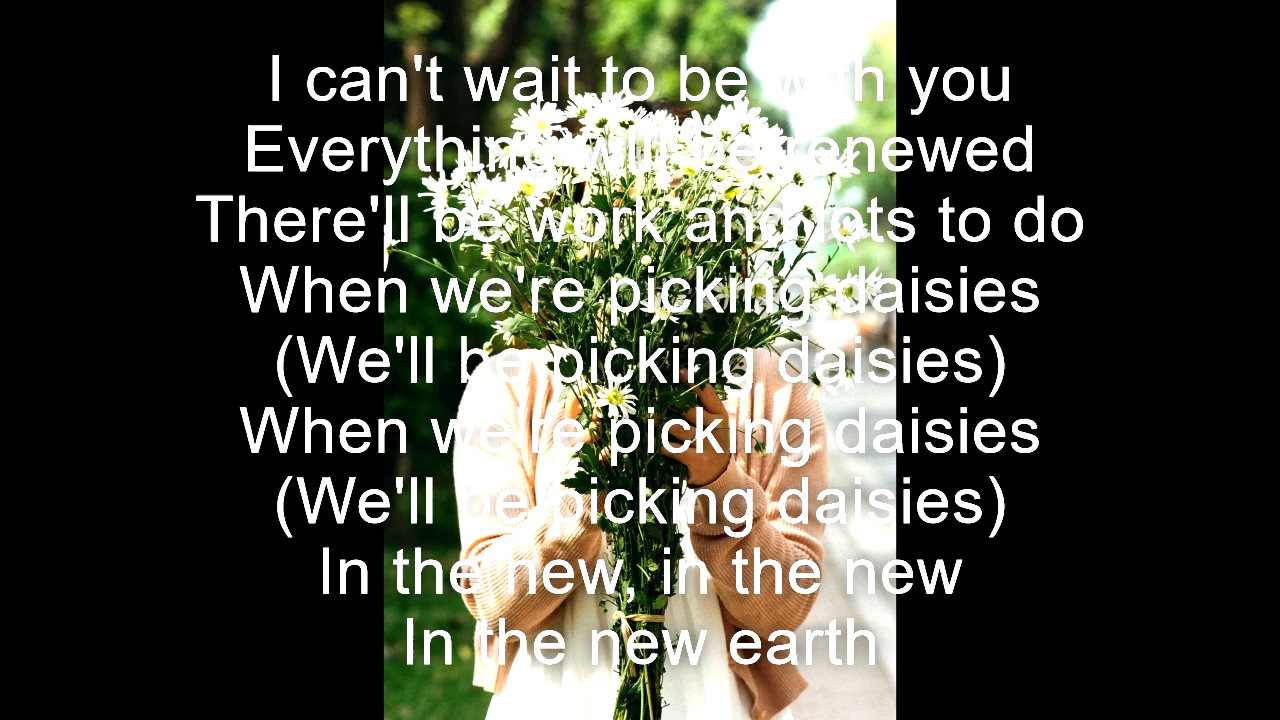 I can't wait to be with you
Everything will be renewed
There'll be work and lots to do
When we're picking daisies
(We'll be picking daisies)
When we're picking daisies
(We'll be picking daisies)
In the new, in the new
In the new earth